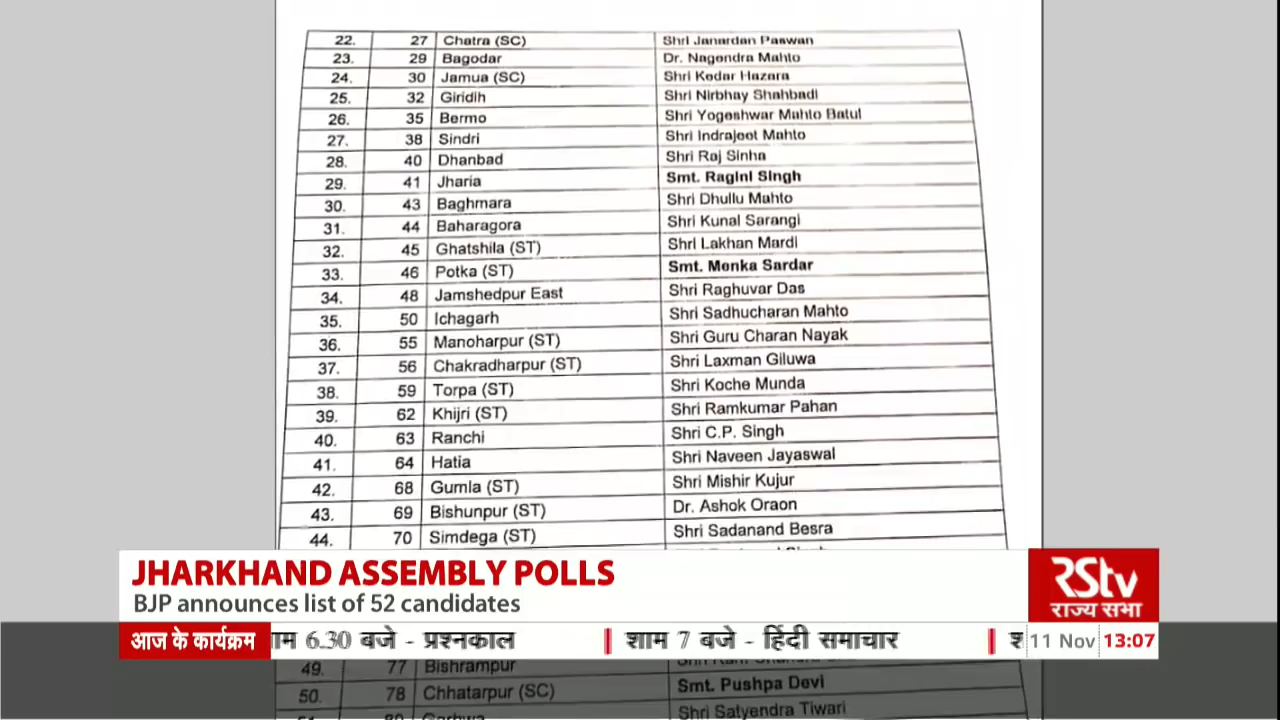 22. 27 Chatra (SC) Shri Janardan Paswan
23. 29 Bagodar Dr. Nagendra Mahto
24. 30 Jamua (SC) Shri Kedar Hazara
25. 32 Giridih Shri Nirbhay Shahbadi
26. 35 Bermo Shri Yogeshwar Mahto Batul
27. 38 Sindri Shri Indrajeet Mahto
28. 40 Dhanbad Shri Raj Sinha
29. 41 Jharia Smt. Ragini Singh
30. 43 Baghmara Shri Dhullu Mahto
31. 44 Baharagora Shri Kunal Sarangi
32. 45 Ghatshila (ST) Shri Lakhan Mardi
33. 46 Potka (ST) Smt. Menka Sardar
34. 48 Jamshedpur East Shri Raghuvar Das
35. 50 Ichagarh Shri Sadhucharan Mahto
36. 55 Manoharpur (ST) Shri Guru Charan Nayak
37. 56 Chakradharpur (ST) Shri Laxman Giluwa
38. 59 Torpa (ST) Shri Koche Munda
39. 62 Khijri (ST) Shri Ramkumar Pahan
40. 63 Ranchi Shri C.P. Singh
41. 64 Hatia Shri Naveen Jayaswal
42. 68 Gumla (ST) Shri Mishir Kujur
43. 69 Bishunpur (ST) Dr. Ashok Oraon
44. 70 Simdega (ST) Shri Sadanand Besra
JHARKHAND ASSEMBLY POLLS
BJP announces list of 52 candidates
RSTV
राज्य सभा
आज के कार्यक्रम 6.30 बजे - प्रश्नकाल | शाम 7 बजे - हिंदी समाचार | 11 Nov 13:07
49. 77 Bishrampur
50. 78 Chhatarpur (SC) Smt. Pushpa Devi
Shri Satyendra Tiwari